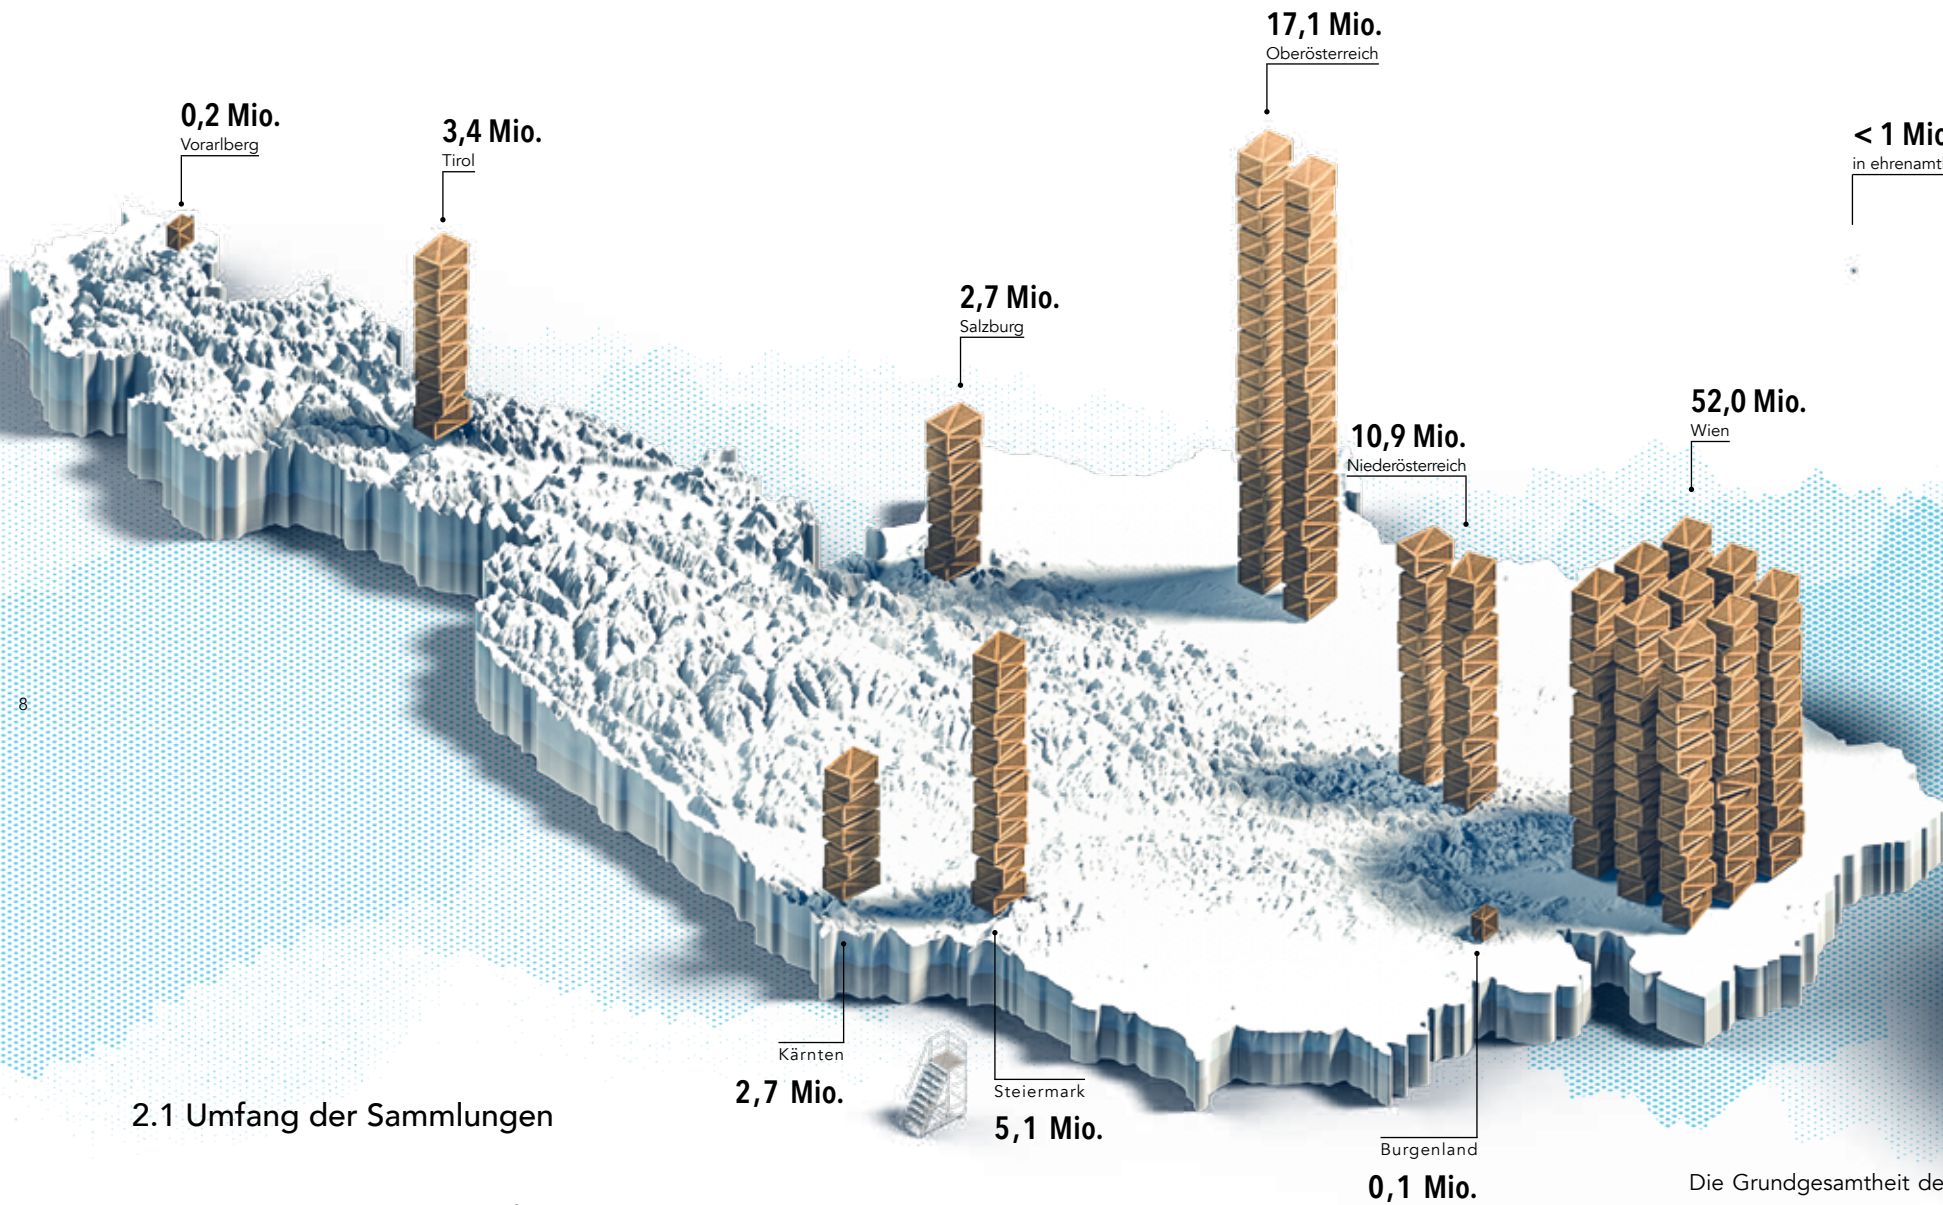 17,1 Mio.
Oberösterreich
0,2 Mio.
Vorarlberg
3,4 Mio.
Tirol
< 1 Mio
in ehrenamt
2,7 Mio.
Salzburg
52,0 Mio.
Wien
10,9 Mio.
Niederösterreich
8
Kärnten
2,7 Mio.
Steiermark
5,1 Mio.
2.1 Umfang der Sammlungen
Burgenland
0,1 Mio.
Die Grundgesamtheit de